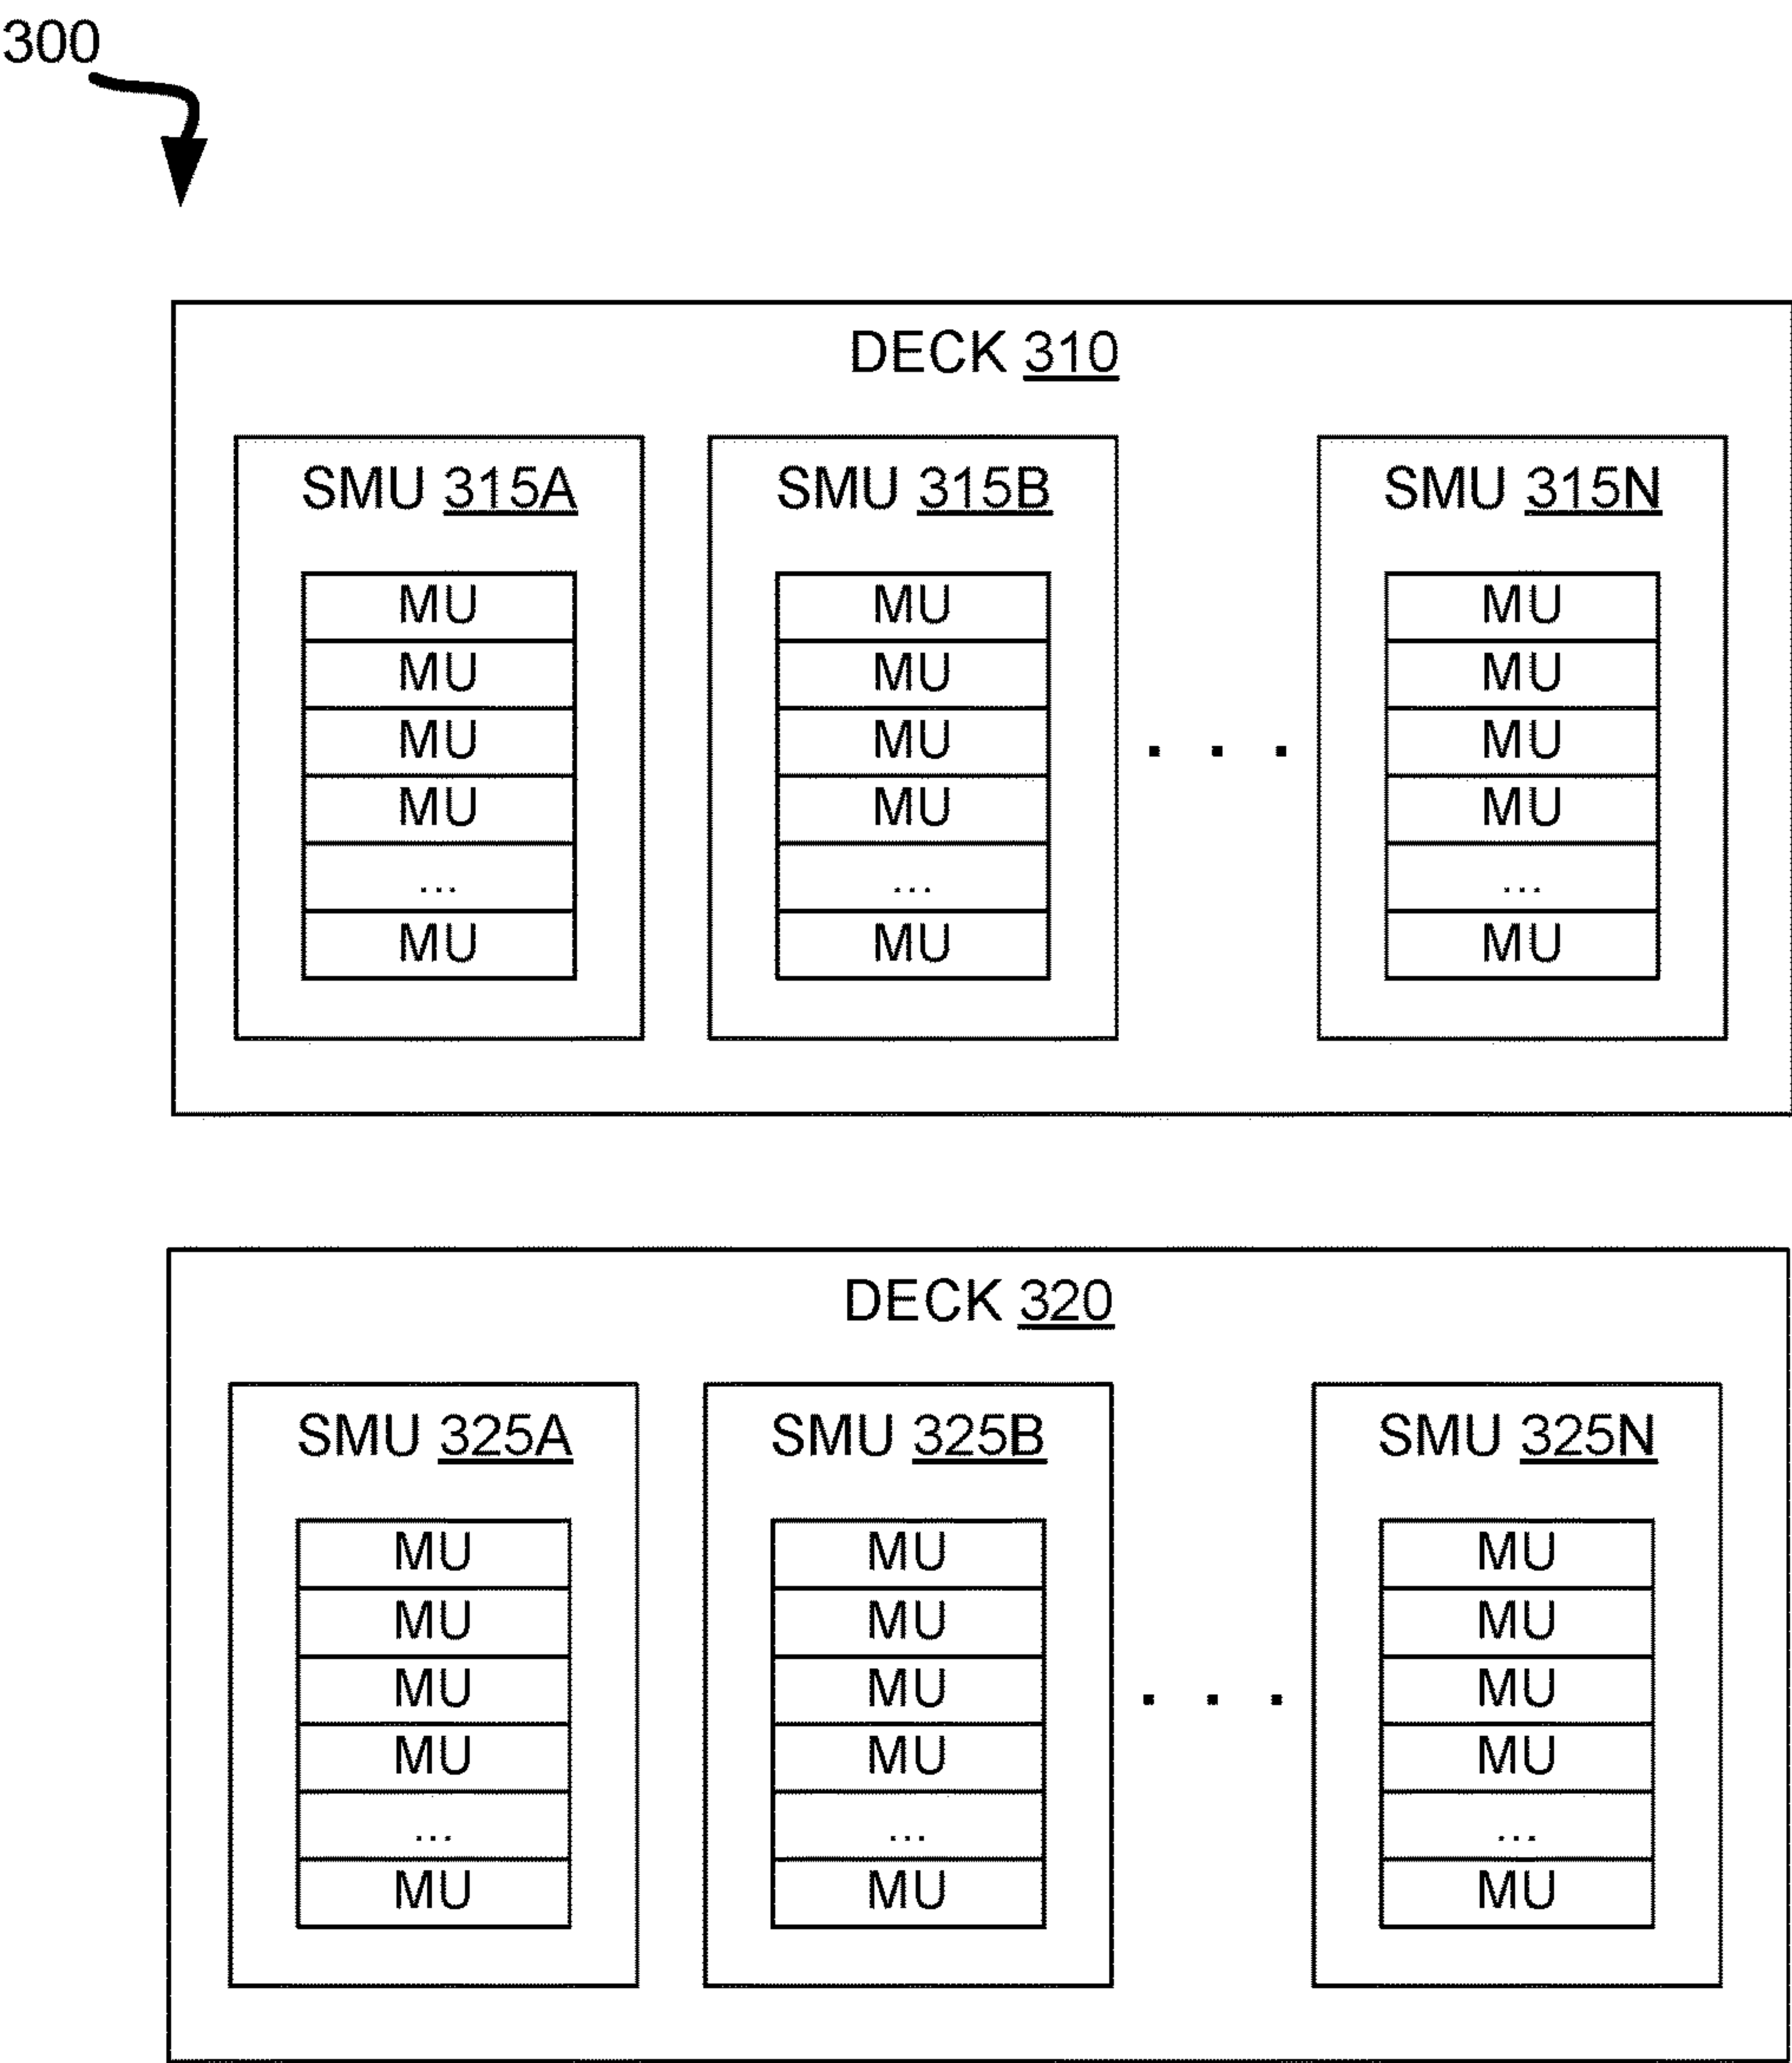 300
DECK 310
SMU 315A SMU 315B SMU 315N
MU MU MU
MU MU MU
MU MU . . . MU
MU MU MU
... ... ...
MU MU MU
DECK 320
SMU 325A SMU 325B SMU 325N
MU MU MU
MU MU MU
MU MU . . . MU
MU MU MU
... ... ...
MU MU MU